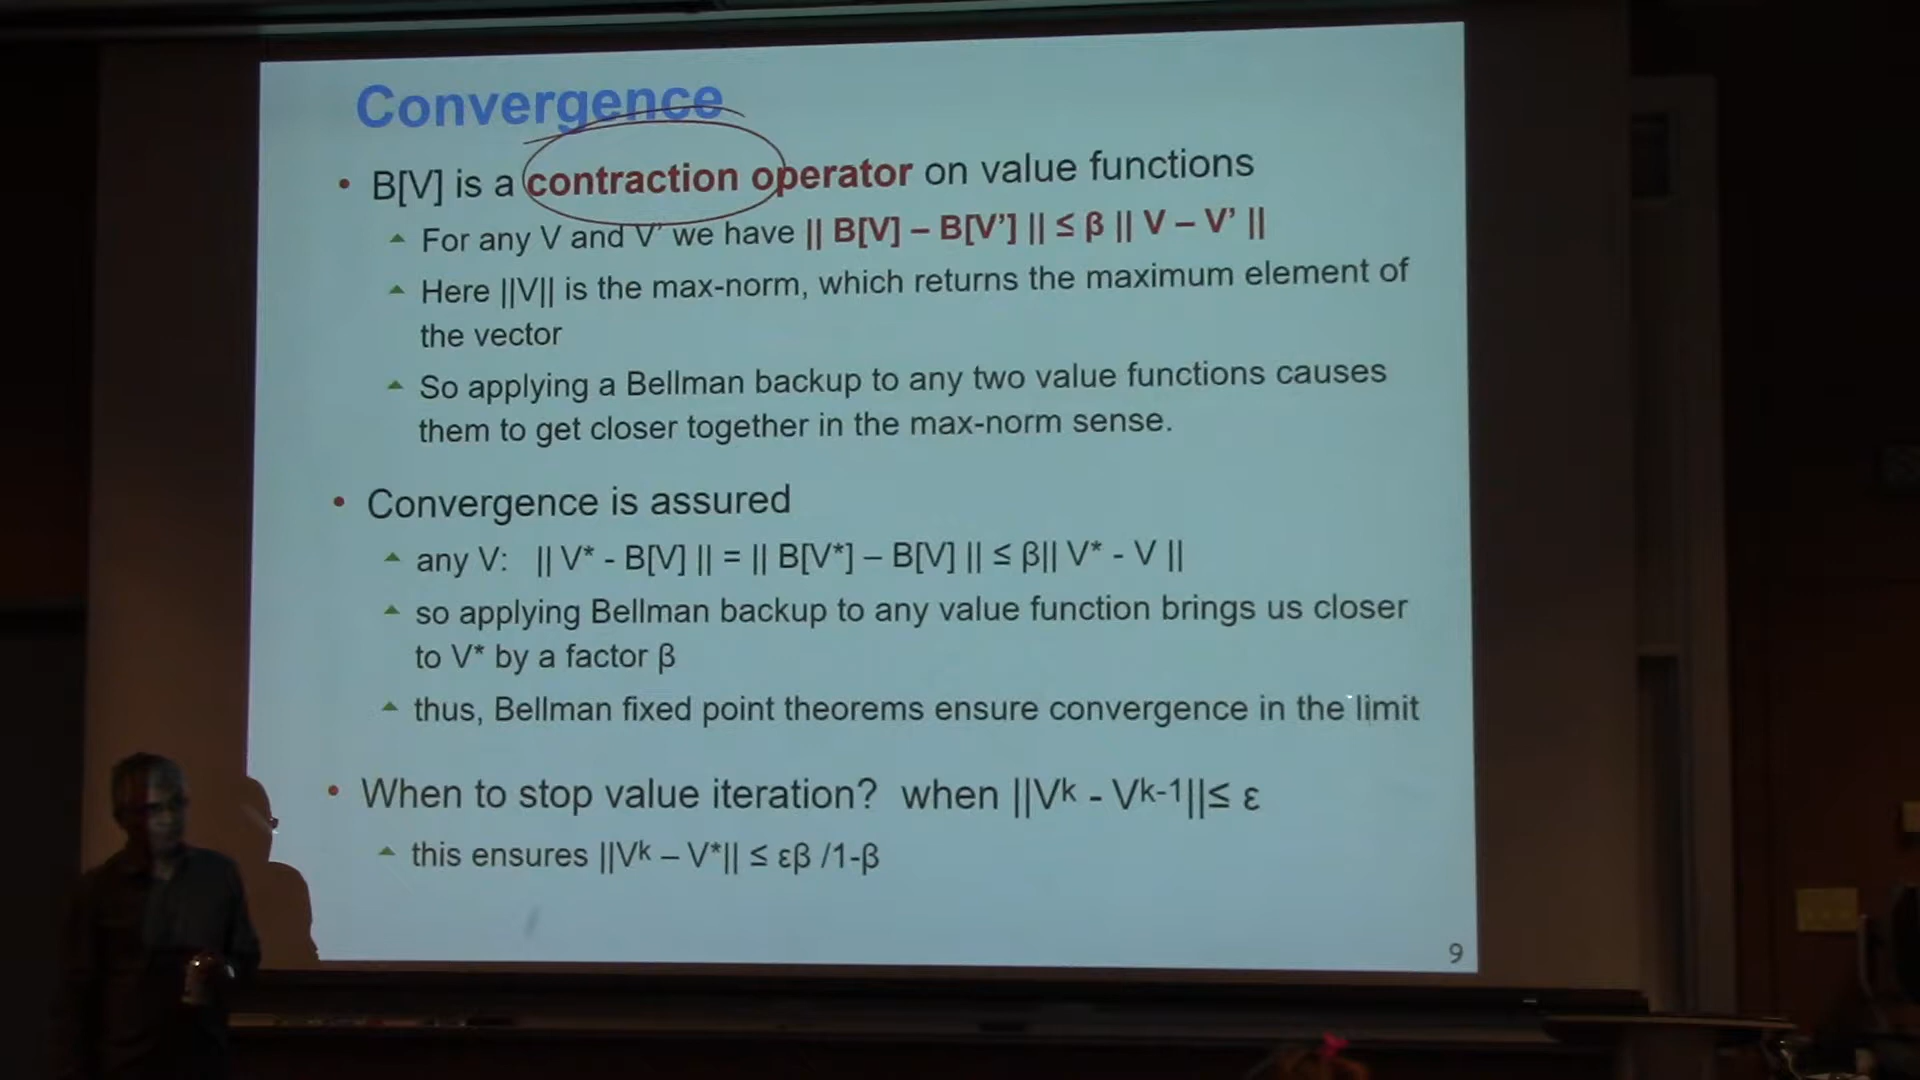 Convergence
• B[V] is a contraction operator on value functions
For any V and V' we have || B[V] – B[V’] || ≤ β || V – V’ ||
Here ||V|| is the max-norm, which returns the maximum element of
the vector
So applying a Bellman backup to any two value functions causes
them to get closer together in the max-norm sense.
• Convergence is assured
any V: || V* - B[V] || = || B[V*] – B[V] || ≤ β|| V* - V ||
so applying Bellman backup to any value function brings us closer
to V* by a factor β
thus, Bellman fixed point theorems ensure convergence in the limit
• When to stop value iteration? when ||Vᵏ - Vᵏ⁻¹||≤ ε
this ensures ||Vᵏ – V*|| ≤ εβ /1-β
9